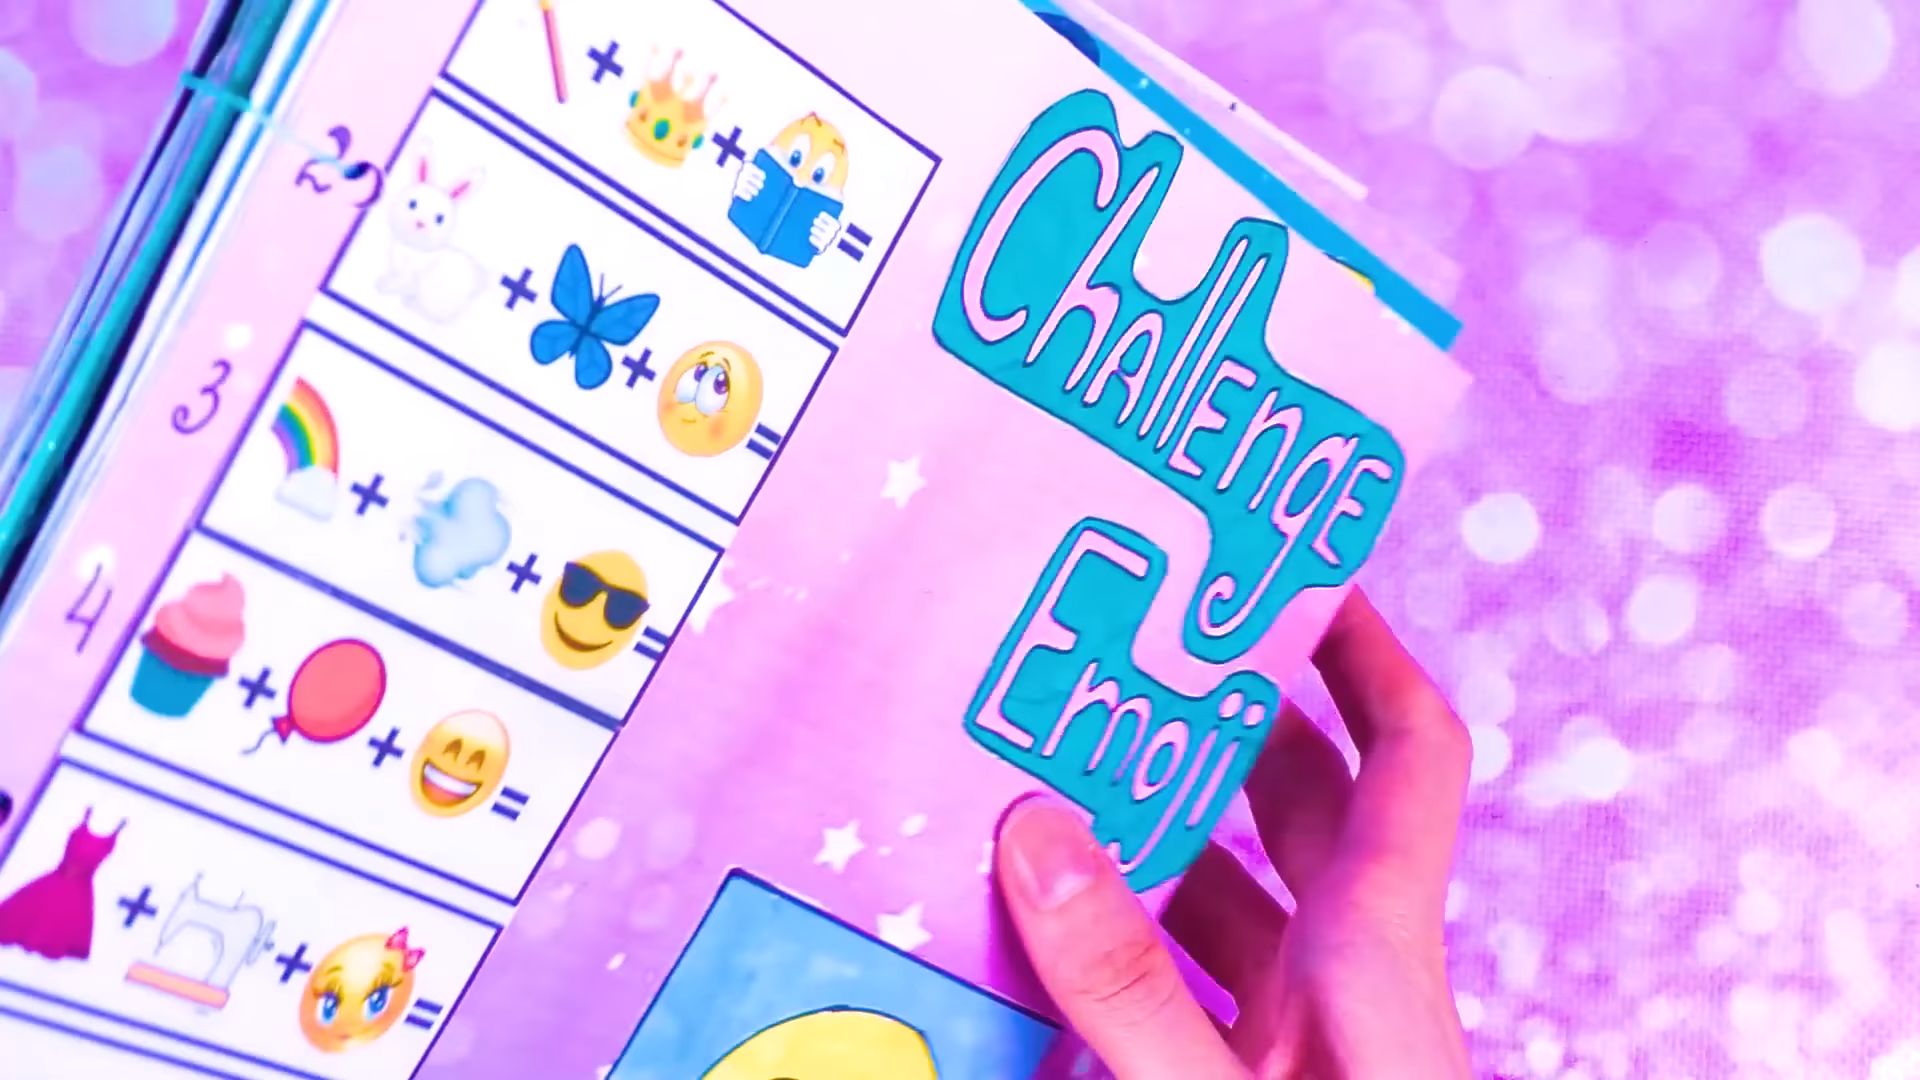 + + =
2 + + =
3 + + =
4 + + =
+ + =
Challenge
Emoji